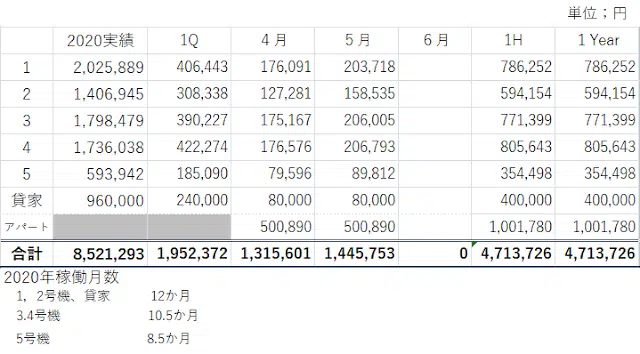 単位；円
2020実績 1Q 4月 5月 6月 1H 1 Year
1 2,025,889 406,443 176,091 203,718 786,252 786,252
2 1,406,945 308,338 127,281 158,535 594,154 594,154
3 1,798,479 390,227 175,167 206,005 771,399 771,399
4 1,736,038 422,274 176,576 206,793 805,643 805,643
5 593,942 185,090 79,596 89,812 354,498 354,498
貸家 960,000 240,000 80,000 80,000 400,000 400,000
アパート 500,890 500,890 1,001,780 1,001,780
合計 8,521,293 1,952,372 1,315,601 1,445,753 0 4,713,726 4,713,726
2020年稼働月数
1，2号機、貸家 12か月
3.4号機 10.5か月
5号機 8.5か月